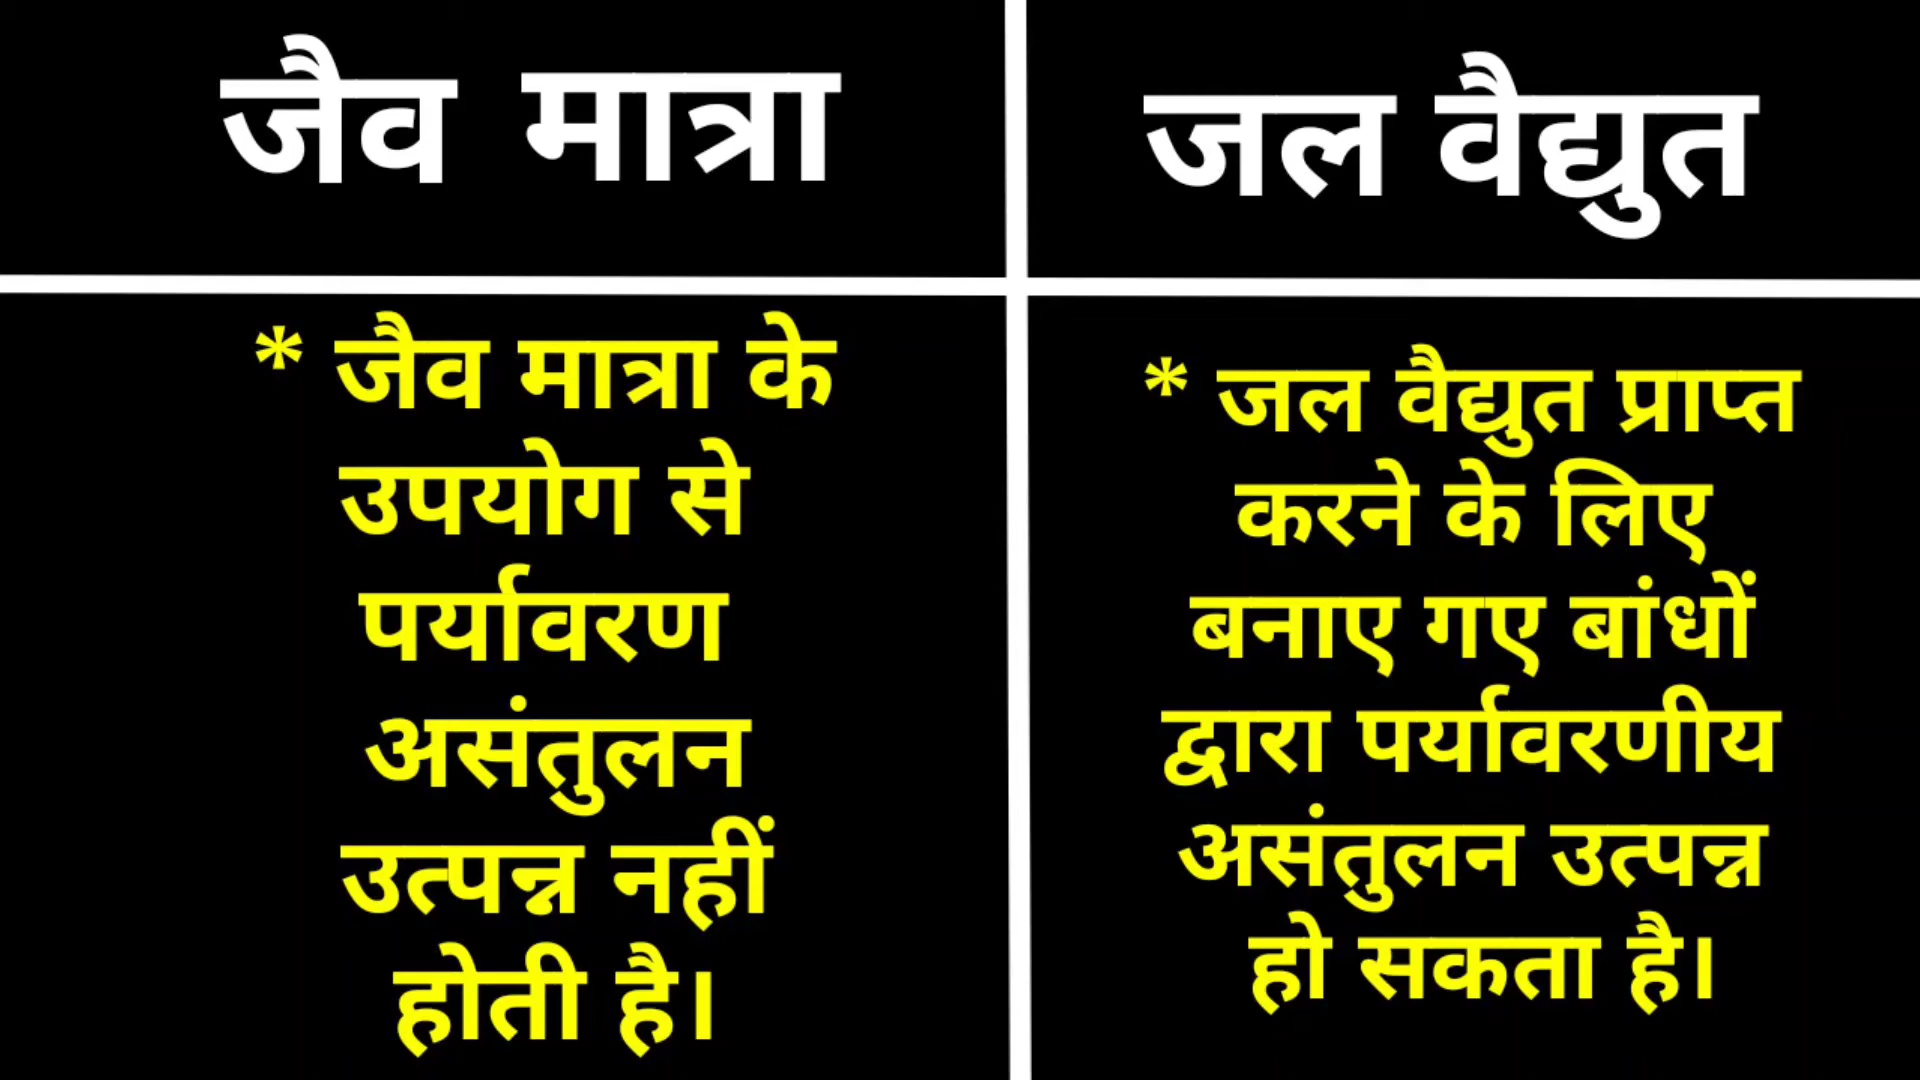 जैव मात्रा
जल वैद्युत
* जैव मात्रा के
उपयोग से
पर्यावरण
असंतुलन
उत्पन्न नहीं
होती है।
* जल वैद्युत प्राप्त
करने के लिए
बनाए गए बांधों
द्वारा पर्यावरणीय
असंतुलन उत्पन्न
हो सकता है।